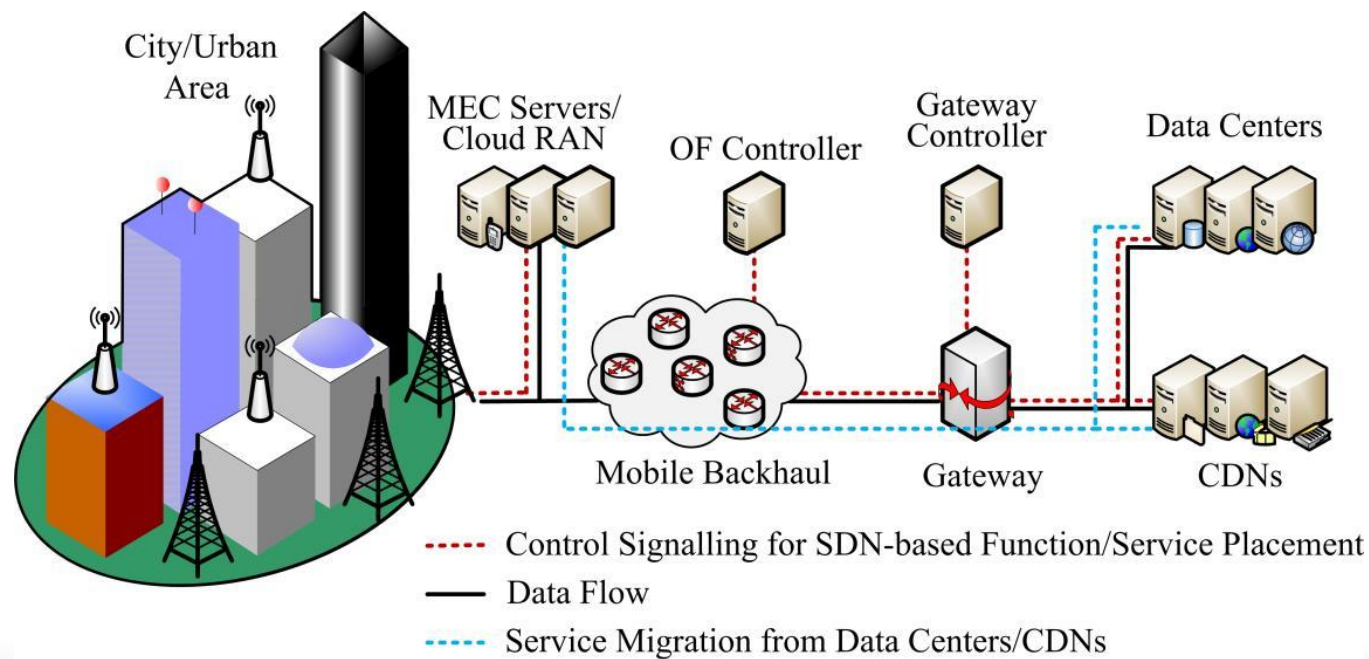 City/Urban
Area
MEC Servers/
Cloud RAN
OF Controller
Gateway
Controller
Data Centers
Mobile Backhaul
Gateway
CDNs
Control Signalling for SDN-based Function/Service Placement
Data Flow
Service Migration from Data Centers/CDNs